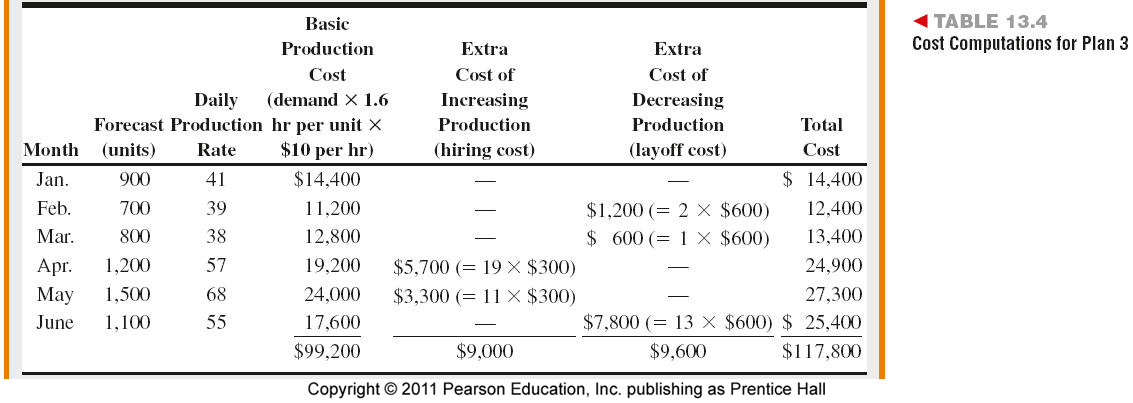 Basic
Production Extra Extra
Cost Cost of Cost of
Daily (demand × 1.6 Increasing Decreasing
Forecast Production hr per unit × Production Production Total
Month (units) Rate $10 per hr) (hiring cost) (layoff cost) Cost
Jan. 900 41 $14,400 — — $ 14,400
Feb. 700 39 11,200 — $1,200 (= 2 × $600) 12,400
Mar. 800 38 12,800 — $ 600 (= 1 × $600) 13,400
Apr. 1,200 57 19,200 $5,700 (= 19 × $300) — 24,900
May 1,500 68 24,000 $3,300 (= 11 × $300) — 27,300
June 1,100 55 17,600 — $7,800 (= 13 × $600) $ 25,400
$99,200 $9,000 $9,600 $117,800
◀ TABLE 13.4
Cost Computations for Plan 3
Copyright © 2011 Pearson Education, Inc. publishing as Prentice Hall